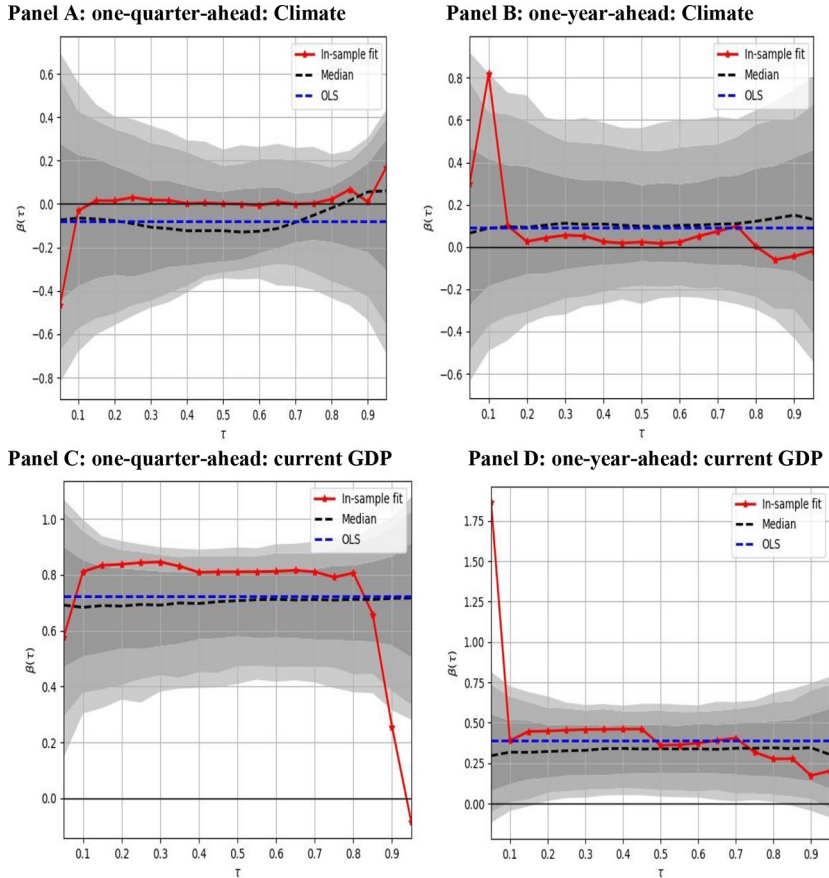 Panel A: one-quarter-ahead: Climate
0.6
0.4
0.2
0.0
−0.2
−0.4
−0.6
−0.8
β(τ)
In-sample fit
Median
OLS
0.1 0.2 0.3 0.4 0.5 0.6 0.7 0.8 0.9
τ
Panel B: one-year-ahead: Climate
0.8
0.6
0.4
0.2
0.0
−0.2
−0.4
−0.6
β(τ)
In-sample fit
Median
OLS
0.1 0.2 0.3 0.4 0.5 0.6 0.7 0.8 0.9
τ
Panel C: one-quarter-ahead: current GDP
1.0
0.8
0.6
0.4
0.2
0.0
β(τ)
In-sample fit
Median
OLS
0.1 0.2 0.3 0.4 0.5 0.6 0.7 0.8 0.9
τ
Panel D: one-year-ahead: current GDP
1.75
1.50
1.25
1.00
0.75
0.50
0.25
0.00
β(τ)
In-sample fit
Median
OLS
0.1 0.2 0.3 0.4 0.5 0.6 0.7 0.8 0.9
τ